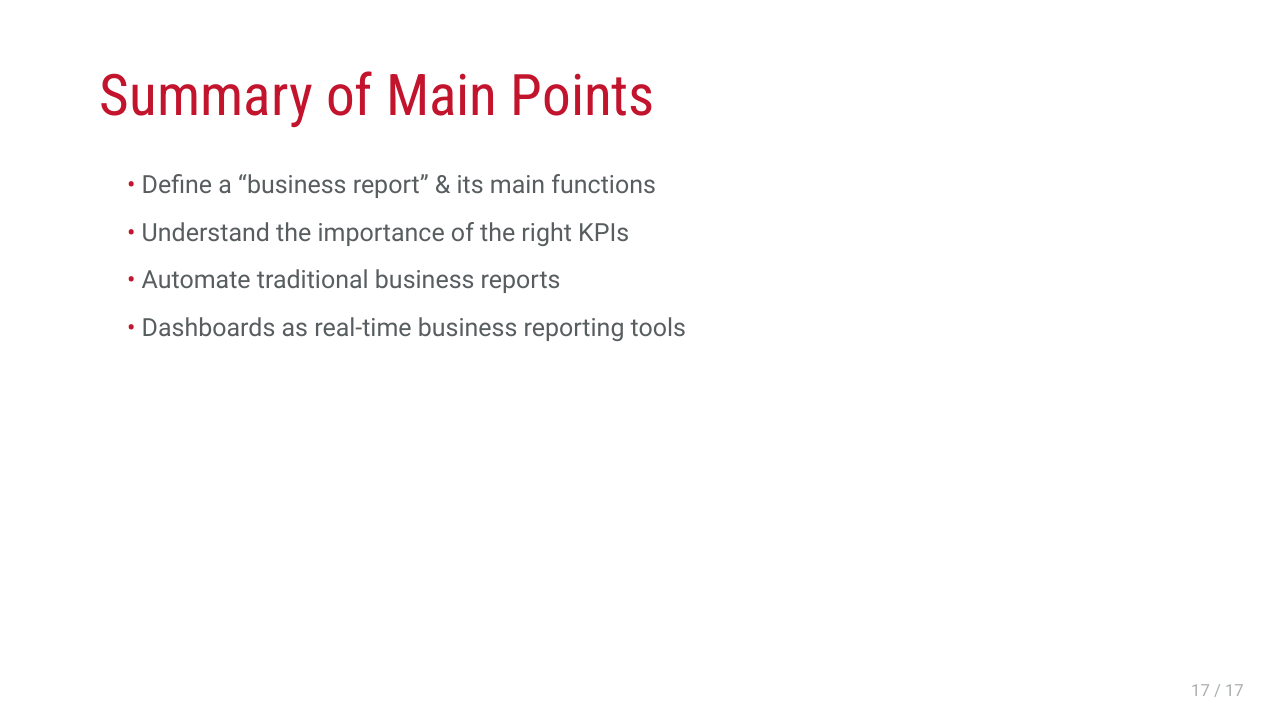 Summary of Main Points
• Define a “business report” & its main functions
• Understand the importance of the right KPIs
• Automate traditional business reports
• Dashboards as real-time business reporting tools
17 / 17